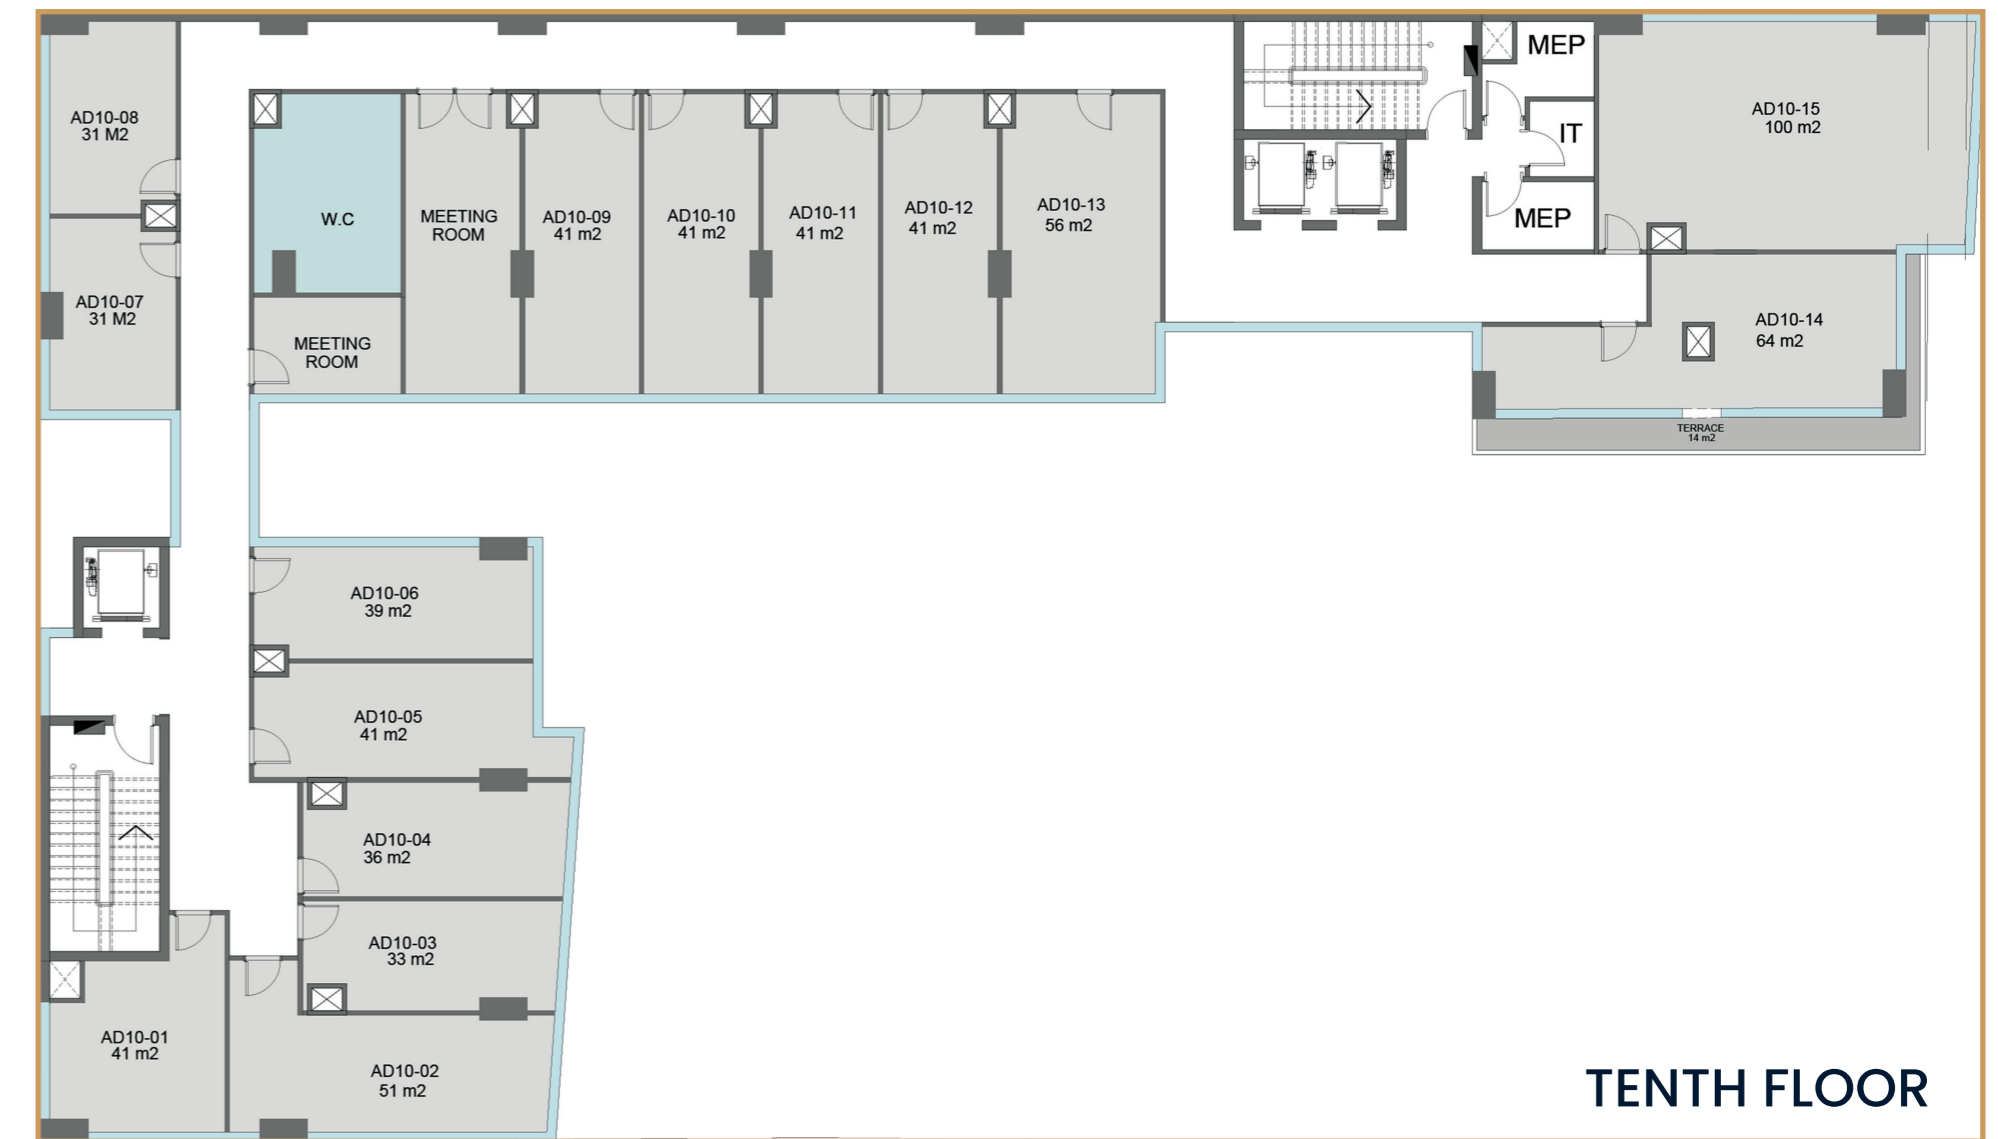 MEP
AD10-08
31 M2
AD10-15
100 m2
IT
W.C
MEETING
ROOM
AD10-09
41 m2
AD10-10
41 m2
AD10-11
41 m2
AD10-12
41 m2
AD10-13
56 m2
MEP
AD10-07
31 M2
MEETING
ROOM
AD10-14
64 m2
TERRACE
14 m2
AD10-06
39 m2
AD10-05
41 m2
AD10-04
36 m2
AD10-03
33 m2
AD10-01
41 m2
AD10-02
51 m2
TENTH FLOOR